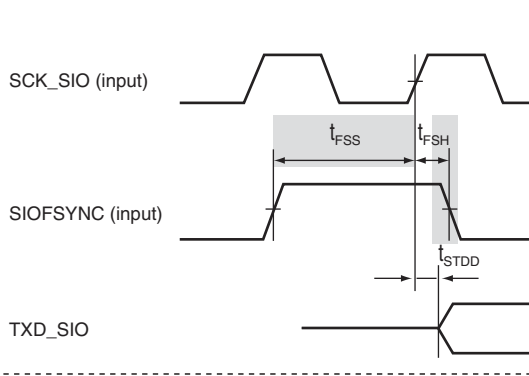 SCK_SIO (input)
tFSS
tFSH
SIOFSYNC (input)
tSTDD
TXD_SIO